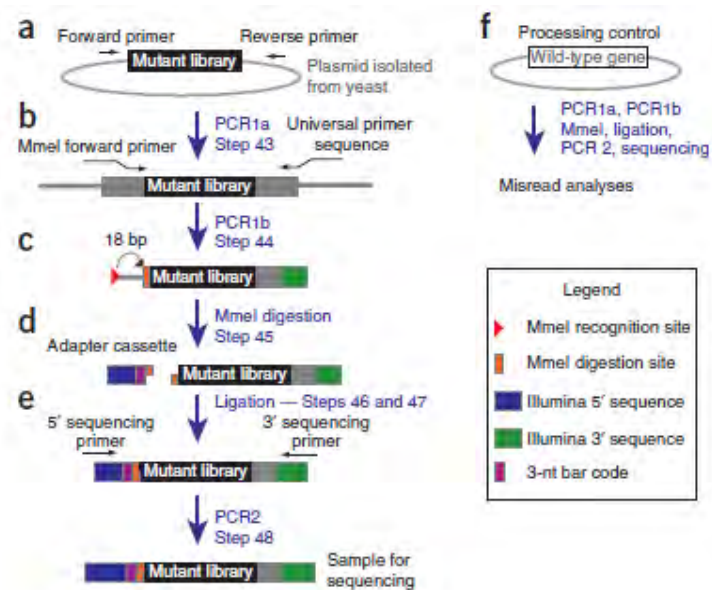 a
Forward primer
Reverse primer
Mutant library
Plasmid isolated
from yeast
b
PCR1a
Step 43
MmeI forward primer
Universal primer
sequence
Mutant library
PCR1b
Step 44
c
18 bp
Mutant library
d
MmeI digestion
Step 45
Adapter cassette
Mutant library
e
Ligation — Steps 46 and 47
5′ sequencing
primer
3′ sequencing
primer
Mutant library
PCR2
Step 48
Mutant library
Sample for
sequencing
f
Processing control
Wild-type gene
PCR1a, PCR1b
MmeI, ligation,
PCR 2, sequencing
Misread analyses
Legend
MmeI recognition site
MmeI digestion site
Illumina 5′ sequence
Illumina 3′ sequence
3-nt bar code